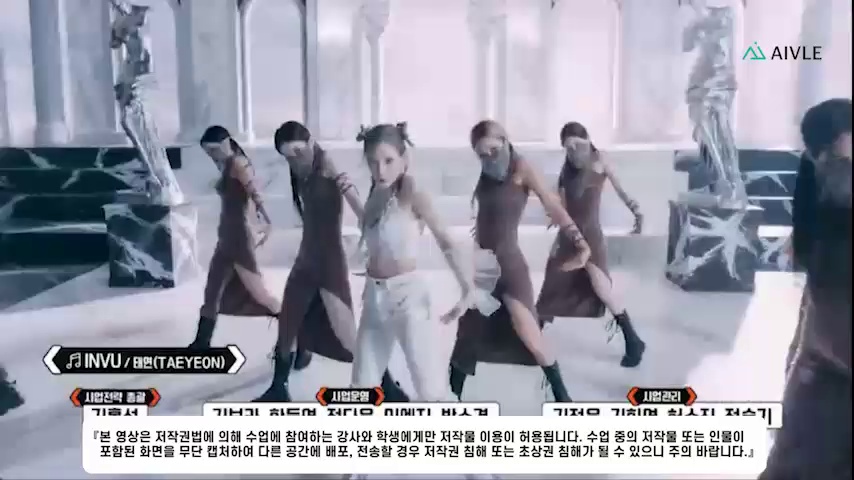 AIVLE
INVU / 태연(TAEYEON)
사업전략 총괄
사업운영
사업관리
『본 영상은 저작권법에 의해 수업에 참여하는 강사와 학생에게만 저작물 이용이 허용됩니다. 수업 중의 저작물 또는 인물이
포함된 화면을 무단 캡처하여 다른 공간에 배포, 전송할 경우 저작권 침해 또는 초상권 침해가 될 수 있으니 주의 바랍니다.』